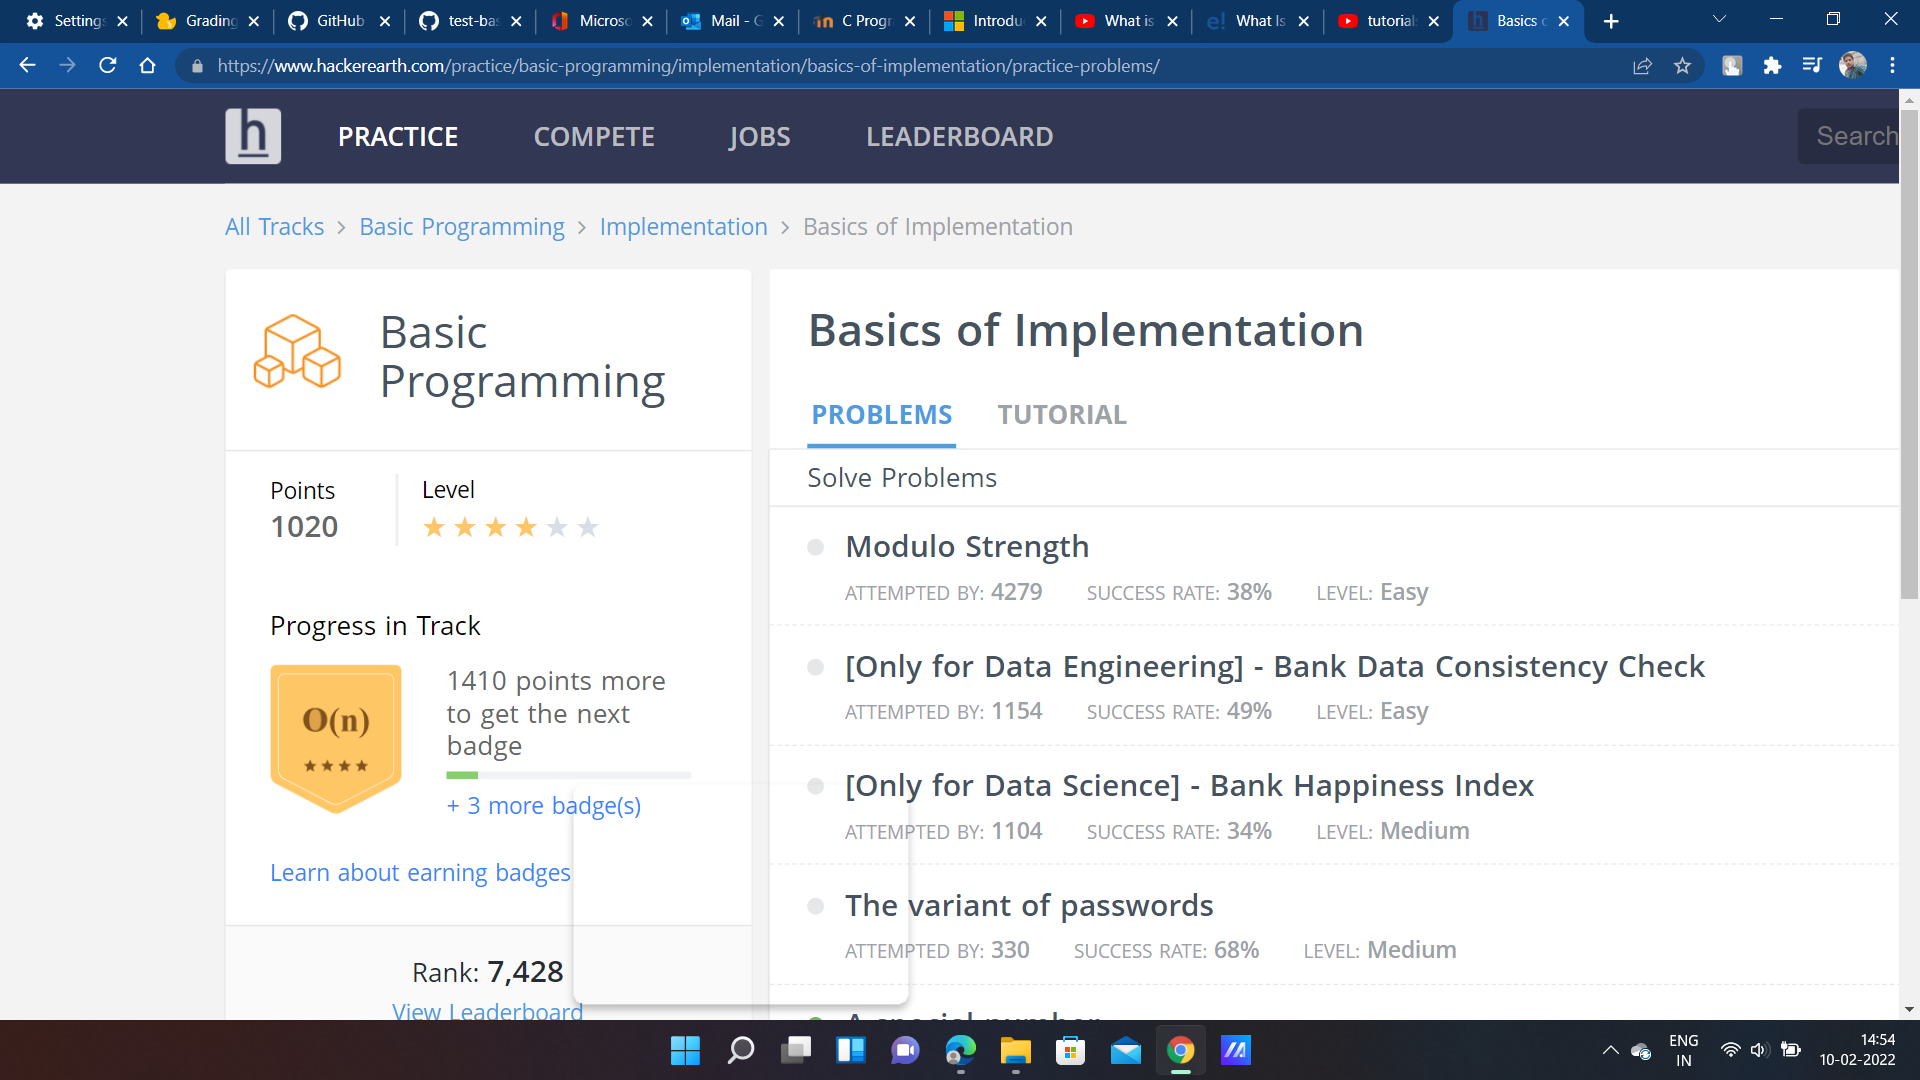 Settings
Grading
GitHub
test-bas
Microso
Mail - G
C Progr
Introdu
What is
What Is
tutorials
Basics o
https://www.hackerearth.com/practice/basic-programming/implementation/basics-of-implementation/practice-problems/
h
PRACTICE
COMPETE
JOBS
LEADERBOARD
Search
All Tracks > Basic Programming > Implementation > Basics of Implementation
Basic
Programming
Points
1020
Level
Progress in Track
O(n)
1410 points more
to get the next
badge
+ 3 more badge(s)
Learn about earning badges
Rank: 7,428
View Leaderboard
Basics of Implementation
PROBLEMS
TUTORIAL
Solve Problems
Modulo Strength
ATTEMPTED BY: 4279 SUCCESS RATE: 38% LEVEL: Easy
[Only for Data Engineering] - Bank Data Consistency Check
ATTEMPTED BY: 1154 SUCCESS RATE: 49% LEVEL: Easy
[Only for Data Science] - Bank Happiness Index
ATTEMPTED BY: 1104 SUCCESS RATE: 34% LEVEL: Medium
The variant of passwords
ATTEMPTED BY: 330 SUCCESS RATE: 68% LEVEL: Medium
A special number
ENG
IN
14:54
10-02-2022